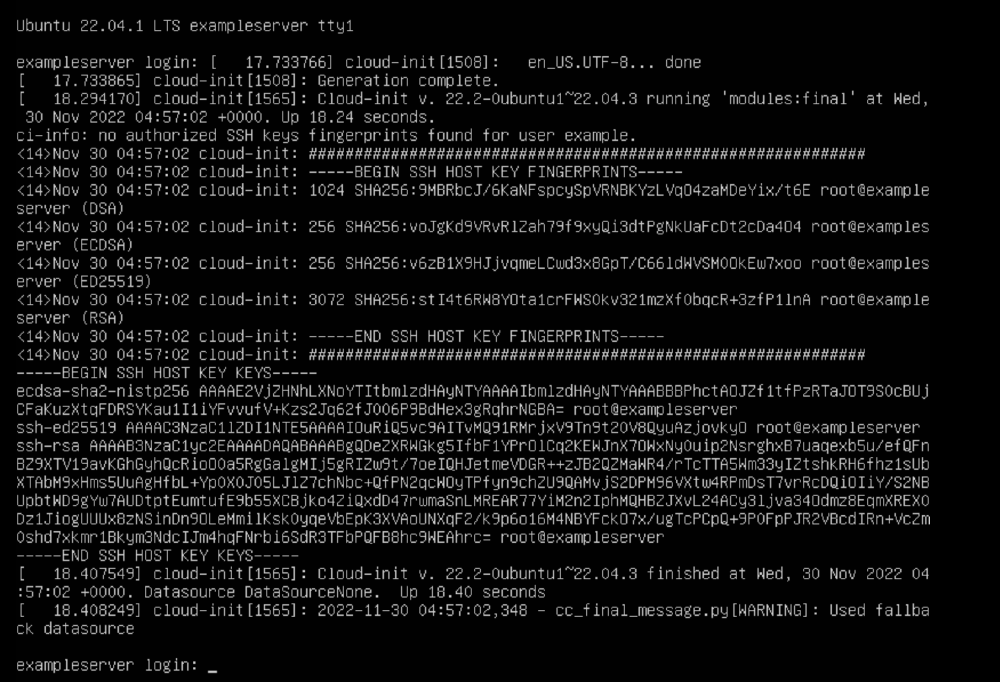 Ubuntu 22.04.1 LTS exampleserver tty1
exampleserver login: [   17.733766] cloud-init[1508]:   en_US.UTF-8... done
[   17.733865] cloud-init[1508]: Generation complete.
[   18.294170] cloud-init[1565]: Cloud-init v. 22.2-0ubuntu1~22.04.3 running 'modules:final' at Wed,
 30 Nov 2022 04:57:02 +0000. Up 18.24 seconds.
ci-info: no authorized SSH keys fingerprints found for user example.
<14>Nov 30 04:57:02 cloud-init: #############################################################
<14>Nov 30 04:57:02 cloud-init: -----BEGIN SSH HOST KEY FINGERPRINTS-----
<14>Nov 30 04:57:02 cloud-init: 1024 SHA256:9MBRbcJ/6KaNFspcySpVRNBKYzLVqO4zaMDeYix/t6E root@example
server (DSA)
<14>Nov 30 04:57:02 cloud-init: 256 SHA256:voJgKd9VRvRlZah79f9xyQi3dtPgNkUaFcDt2cDa4O4 root@examples
erver (ECDSA)
<14>Nov 30 04:57:02 cloud-init: 256 SHA256:v6zB1X9HJjvqmeLCwd3x8GpT/C66ldWVSMOOkEw7xoo root@examples
erver (ED25519)
<14>Nov 30 04:57:02 cloud-init: 3072 SHA256:stI4t6RW8YOta1crFWS0kv321mzXf0bqcR+3zfP1lnA root@example
server (RSA)
<14>Nov 30 04:57:02 cloud-init: -----END SSH HOST KEY FINGERPRINTS-----
<14>Nov 30 04:57:02 cloud-init: #############################################################
-----BEGIN SSH HOST KEY KEYS-----
ecdsa-sha2-nistp256 AAAAE2VjZHNhLXNoYTItbmlzdHAyNTYAAAAIbmlzdHAyNTYAAABBBPhctAOJZf1tfPzRTaJOT9S0cBUj
CFaKuzXtqFDRSYKau1I1iYFvvufV+Kzs2Jq62fJ006P9BdHex3gRqhrNGBA= root@exampleserver
ssh-ed25519 AAAAC3NzaC1lZDI1NTE5AAAAIOuRiQ5vc9AITvMQ91RMrjxV9Tn9t20V8QyuAzjovkyO root@exampleserver
ssh-rsa AAAAB3NzaC1yc2EAAAADAQABAAABgQDeZXRWGkg5IfbF1YPrOlCq2KEWJnX7OWxNy0uip2NsrghxB7uaqexb5u/efQFn
BZ9XTV19avKGhGyhQcRioO0a5RgGalgMIj5gRIZw9t/7oeIQHJetmeVDGR++zJB2QZMaWR4/rTcTTA5Wm33yIZtshkRH6fhz1sUb
XTAbM9xHms5UuAgHfbL+Yp0X0JO5LJlZ7chNbc+QfPN2qcWOyTPfyn9chZU9QAMvjS2DPM96VXtw4RPmDsT7vrRcDQiOIiY/S2NB
UpbtWD9gYw7AUDtptEumtufE9b55XCBjko4ZiQxdD47rwmaSnLMREAR77YiM2n2IphMQHBZJXvL24ACy3ljva34Odmz8EqmXREX0
Dz1JiogUUUx8zNSinDn9OLeMmilKskOyqeVbEpK3XVAoUNXqF2/k9p6o16M4NBYFckO7x/ugTcPCpQ+9P0FpPJR2VBcdIRn+VcZm
Oshd7xkmr1Bkym3NdcIJm4hqFNrbi6SdR3TFbPQFB8hc9WEAhrc= root@exampleserver
-----END SSH HOST KEY KEYS-----
[   18.407549] cloud-init[1565]: Cloud-init v. 22.2-0ubuntu1~22.04.3 finished at Wed, 30 Nov 2022 04
:57:02 +0000. Datasource DataSourceNone.  Up 18.40 seconds
[   18.408249] cloud-init[1565]: 2022-11-30 04:57:02,348 - cc_final_message.py[WARNING]: Used fallba
ck datasource
exampleserver login: _